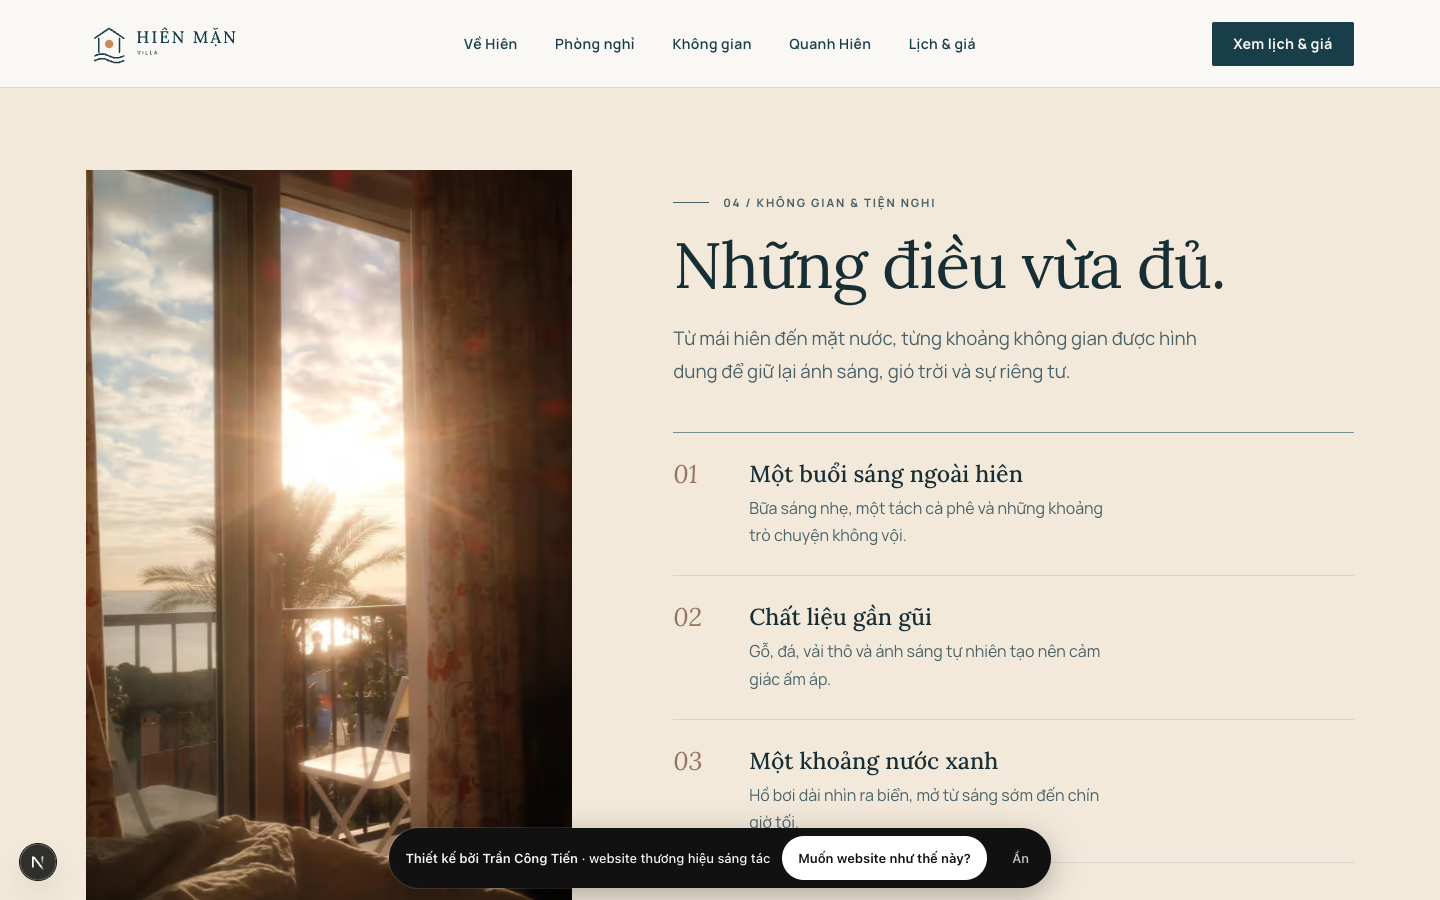 HIÊN MẶN
VILLA
Về Hiên
Phòng nghỉ
Không gian
Quanh Hiên
Lịch & giá
Xem lịch & giá
04 / KHÔNG GIAN & TIỆN NGHI
Những điều vừa đủ.
Từ mái hiên đến mặt nước, từng khoảng không gian được hình
dung để giữ lại ánh sáng, gió trời và sự riêng tư.
01
Một buổi sáng ngoài hiên
Bữa sáng nhẹ, một tách cà phê và những khoảng
trò chuyện không vội.
02
Chất liệu gần gũi
Gỗ, đá, vải thô và ánh sáng tự nhiên tạo nên cảm
giác ấm áp.
03
Một khoảng nước xanh
Hồ bơi dài nhìn ra biển, mở từ sáng sớm đến chín
giờ tối.
Thiết kế bởi Trần Công Tiến · website thương hiệu sáng tác
Muốn website như thế này?
Ẩn
N